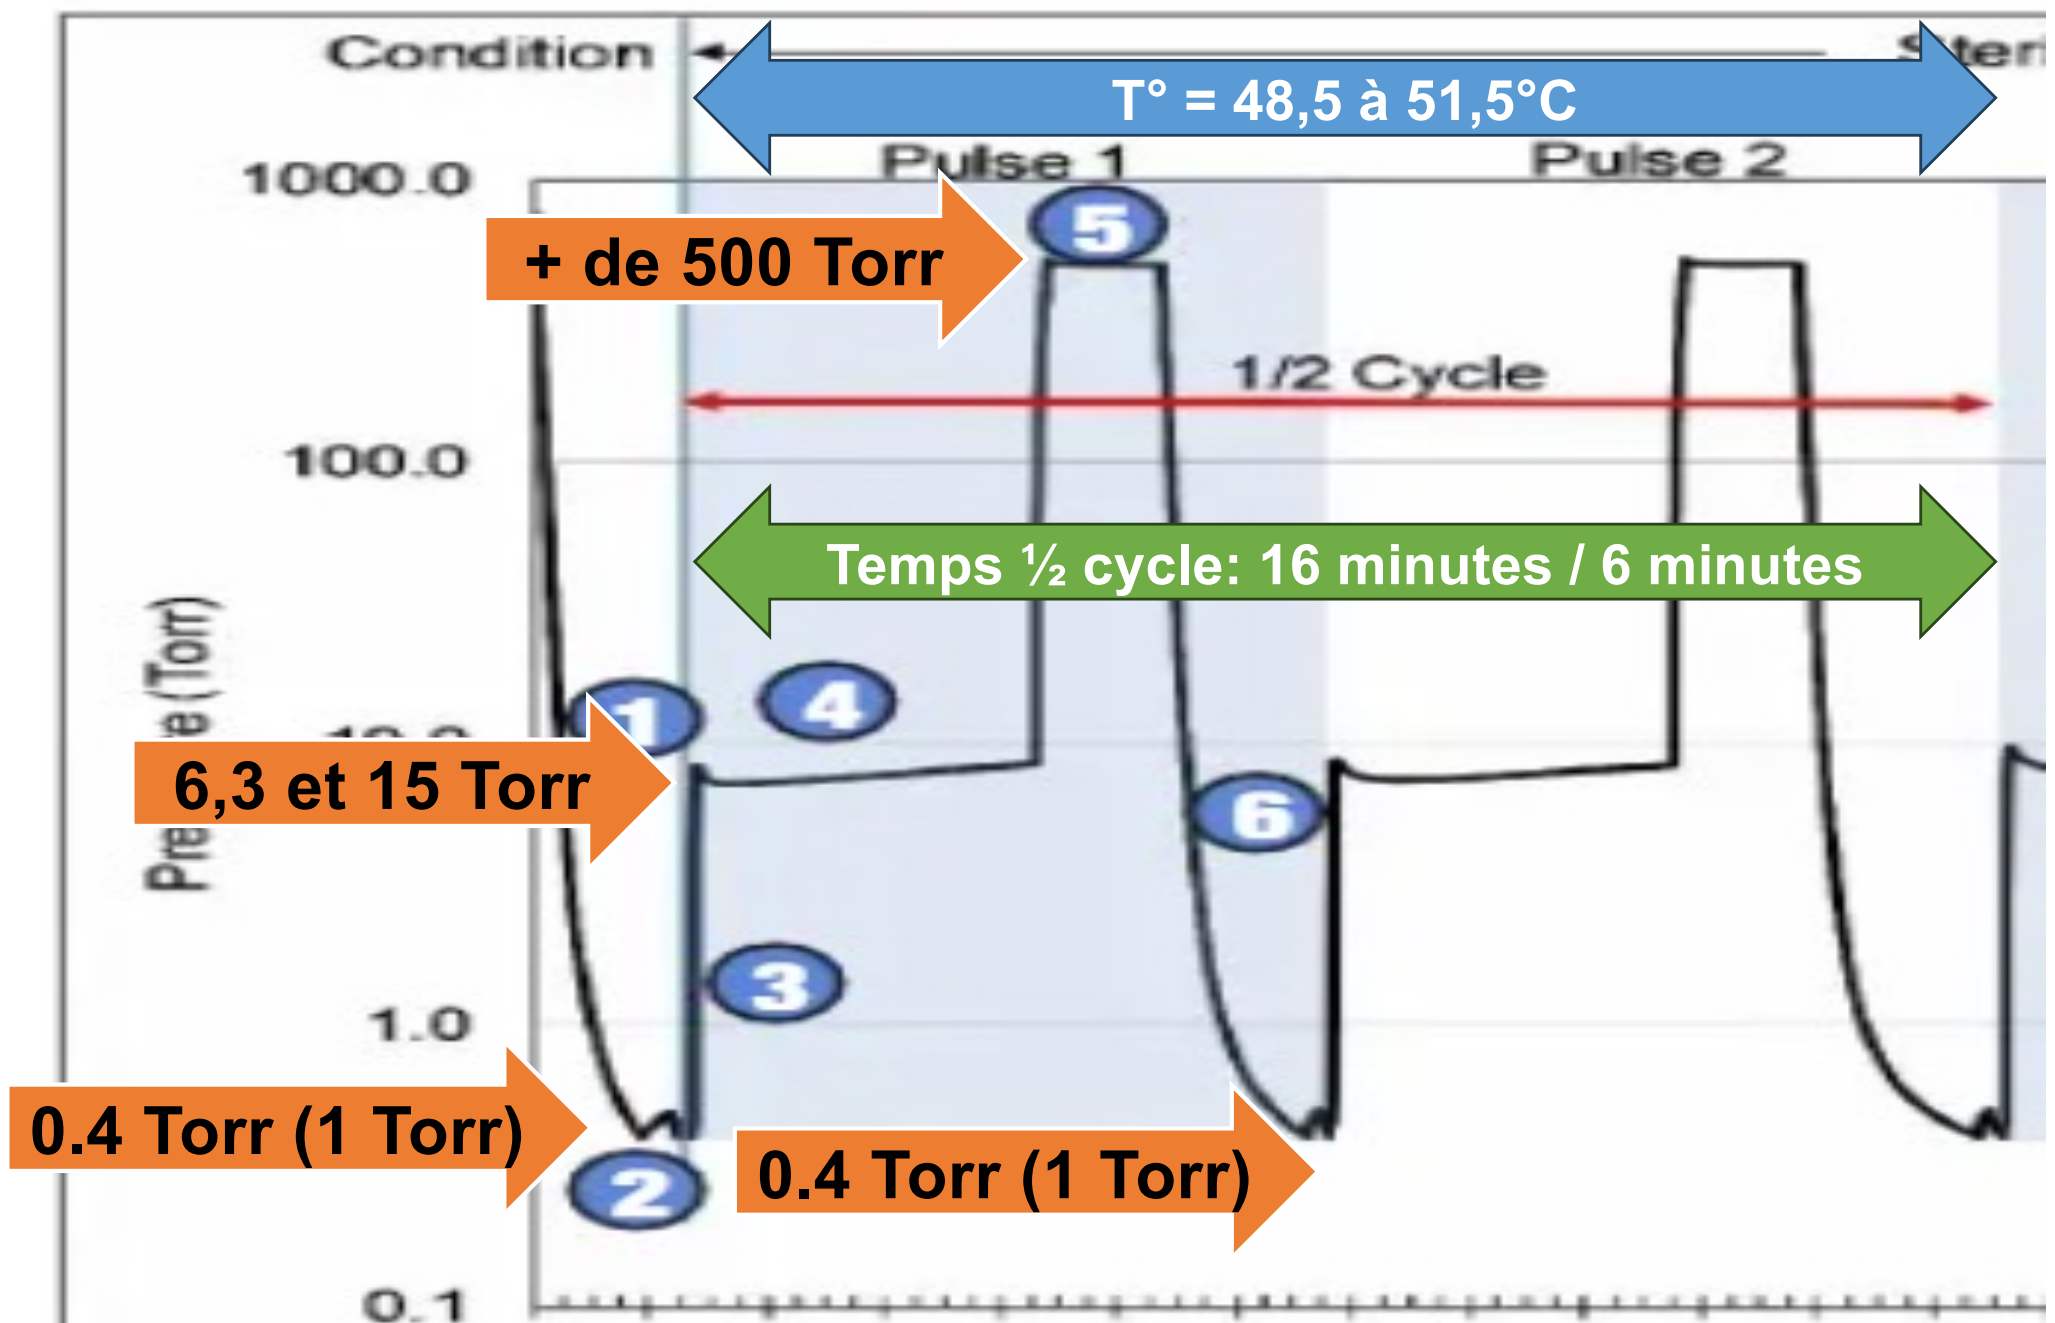 Condition
T° = 48,5 à 51,5°C
Pulse 1
Pulse 2
1000.0
5
+ de 500 Torr
1/2 Cycle
100.0
Temps ½ cycle: 16 minutes / 6 minutes
1
4
6,3 et 15 Torr
6
3
1.0
0.4 Torr (1 Torr)
0.4 Torr (1 Torr)
2
0.1
(Torr)